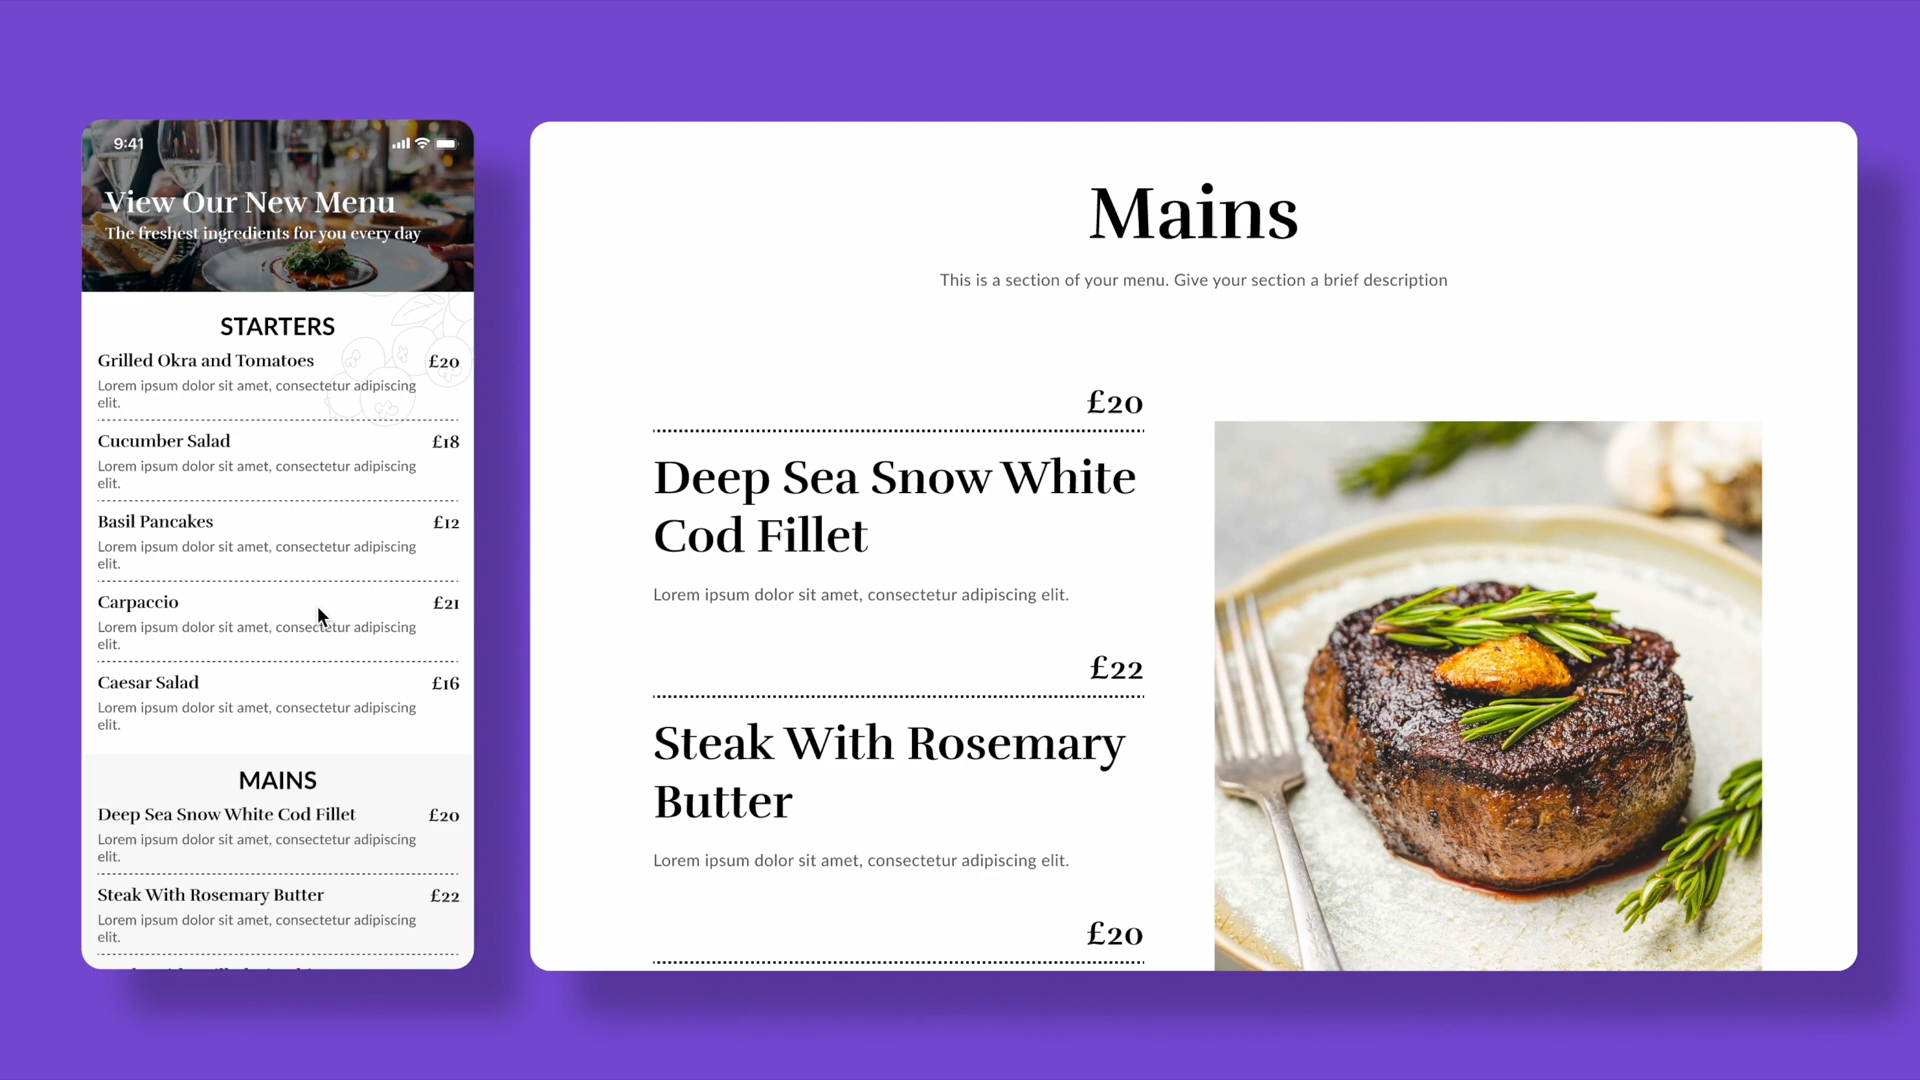 9:41
View Our New Menu
The freshest ingredients for you every day
STARTERS
Grilled Okra and Tomatoes £20
Lorem ipsum dolor sit amet, consectetur adipiscing
elit.
Cucumber Salad £18
Lorem ipsum dolor sit amet, consectetur adipiscing
elit.
Basil Pancakes £12
Lorem ipsum dolor sit amet, consectetur adipiscing
elit.
Carpaccio £21
Lorem ipsum dolor sit amet, consectetur adipiscing
elit.
Caesar Salad £16
Lorem ipsum dolor sit amet, consectetur adipiscing
elit.
MAINS
Deep Sea Snow White Cod Fillet £20
Lorem ipsum dolor sit amet, consectetur adipiscing
elit.
Steak With Rosemary Butter £22
Lorem ipsum dolor sit amet, consectetur adipiscing
elit.
Mains
This is a section of your menu. Give your section a brief description
£20
Deep Sea Snow White
Cod Fillet
Lorem ipsum dolor sit amet, consectetur adipiscing elit.
£22
Steak With Rosemary
Butter
Lorem ipsum dolor sit amet, consectetur adipiscing elit.
£20